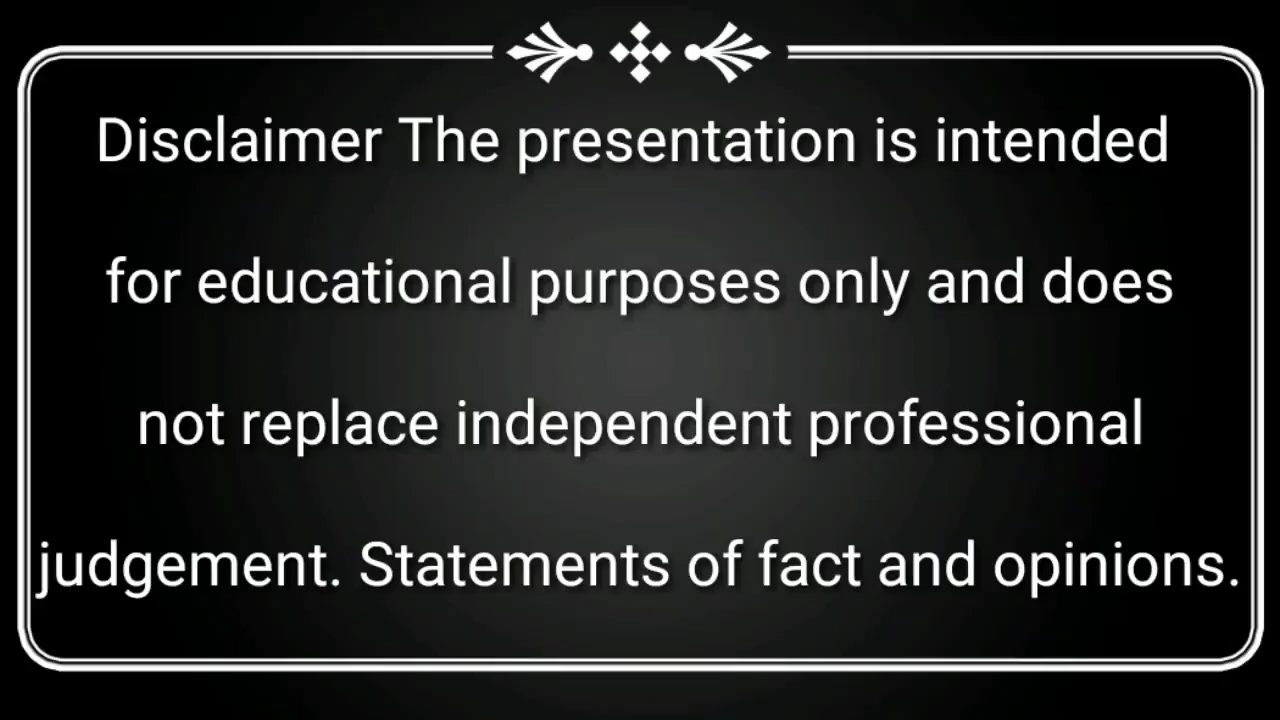 Disclaimer The presentation is intended
for educational purposes only and does
not replace independent professional
judgement. Statements of fact and opinions.